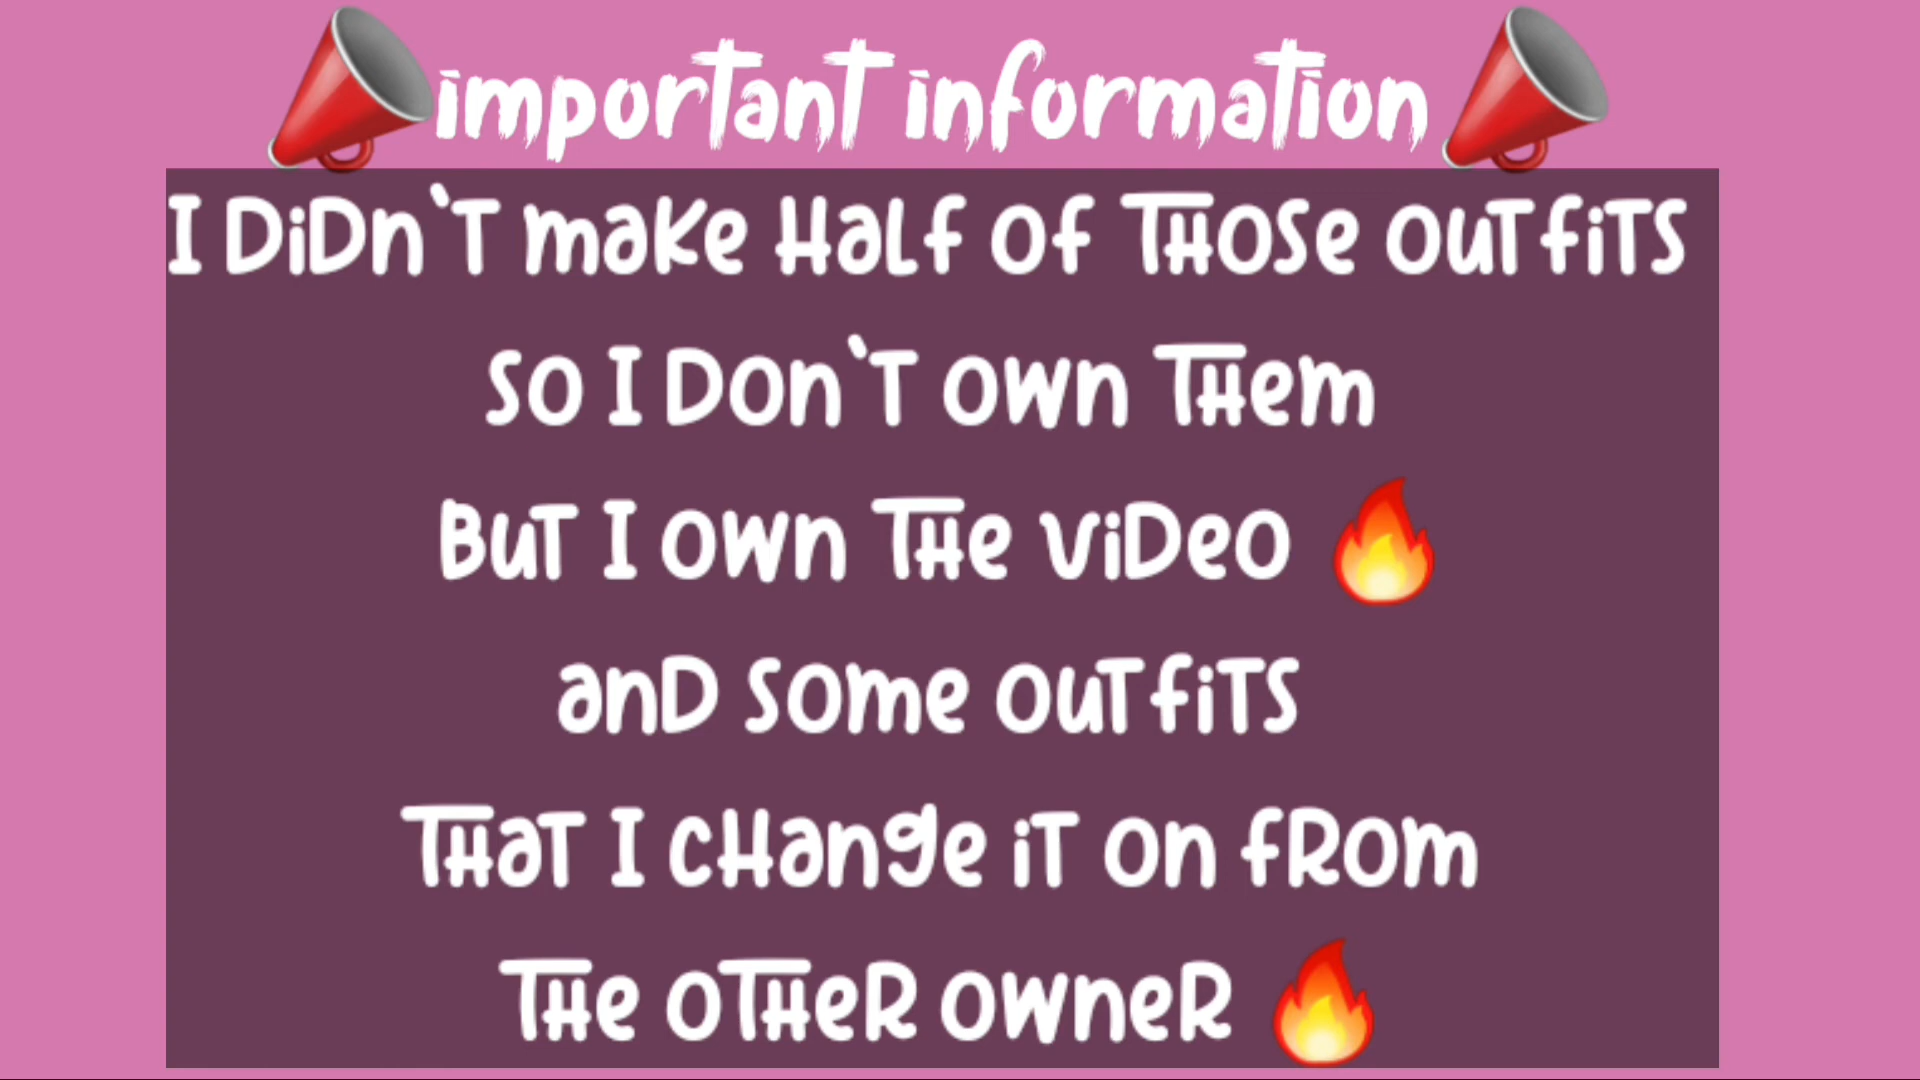 📣important information📣
I DiDn`T make Half of THOSe outfits
so I Don`T own THem
But I own THe viDeo 🔥
anD some outfits
THaT I cHange iT on fRom
THe oTHeR owneR 🔥